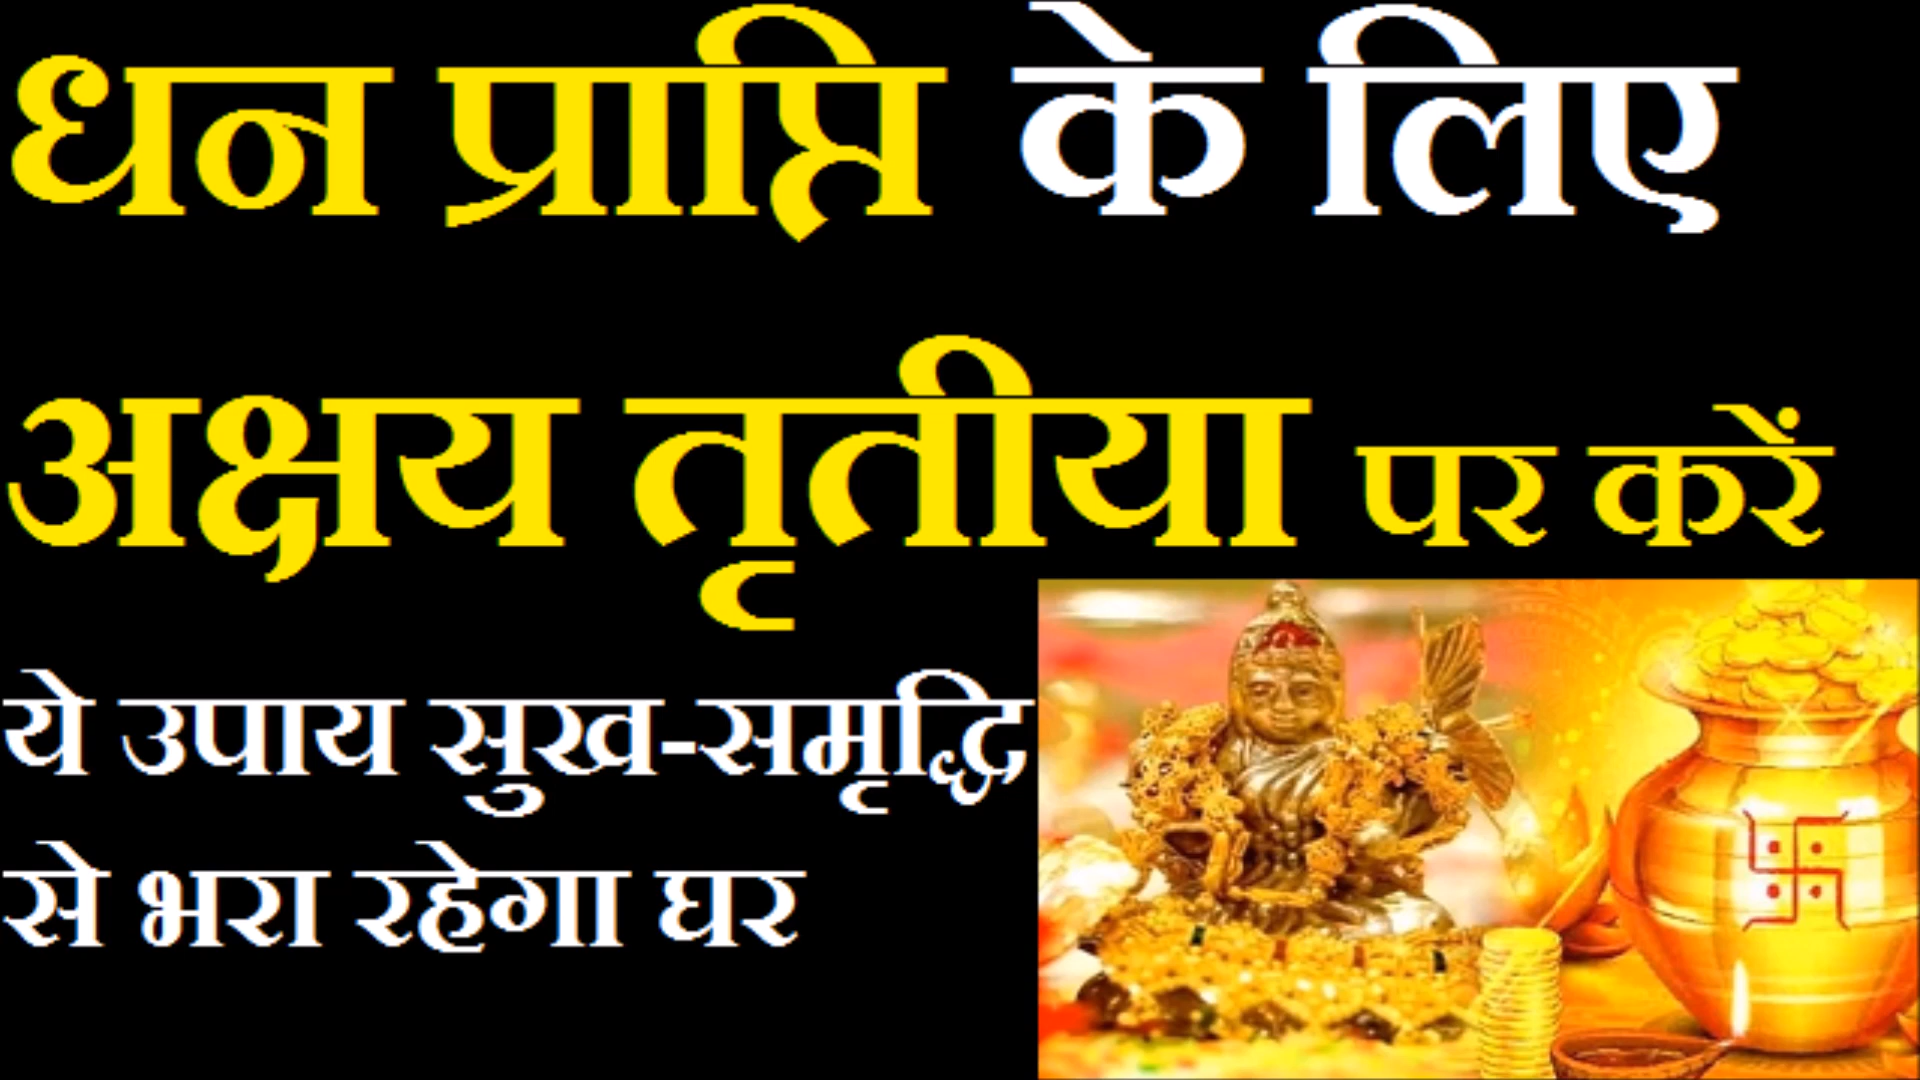 धन प्राप्ति के लिए
अक्षय तृतीया पर करें
ये उपाय सुख-समृद्धि
से भरा रहेगा घर